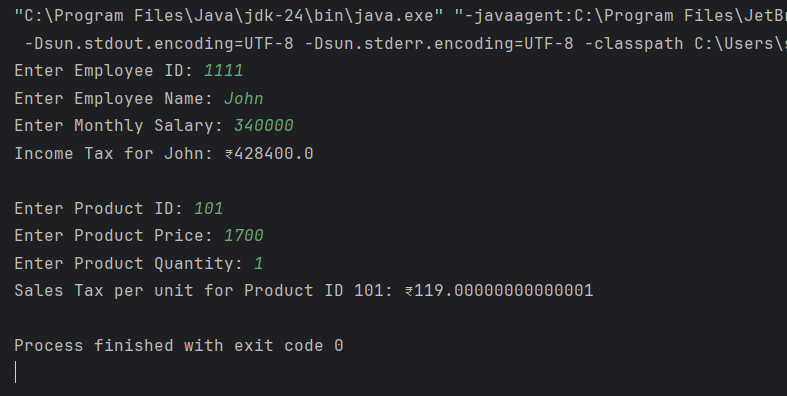 "C:\Program Files\Java\jdk-24\bin\java.exe" "-javaagent:C:\Program Files\JetBr
-Dsun.stdout.encoding=UTF-8 -Dsun.stderr.encoding=UTF-8 -classpath C:\Users\s
Enter Employee ID: 1111
Enter Employee Name: John
Enter Monthly Salary: 340000
Income Tax for John: ₹428400.0
Enter Product ID: 101
Enter Product Price: 1700
Enter Product Quantity: 1
Sales Tax per unit for Product ID 101: ₹119.00000000000001
Process finished with exit code 0